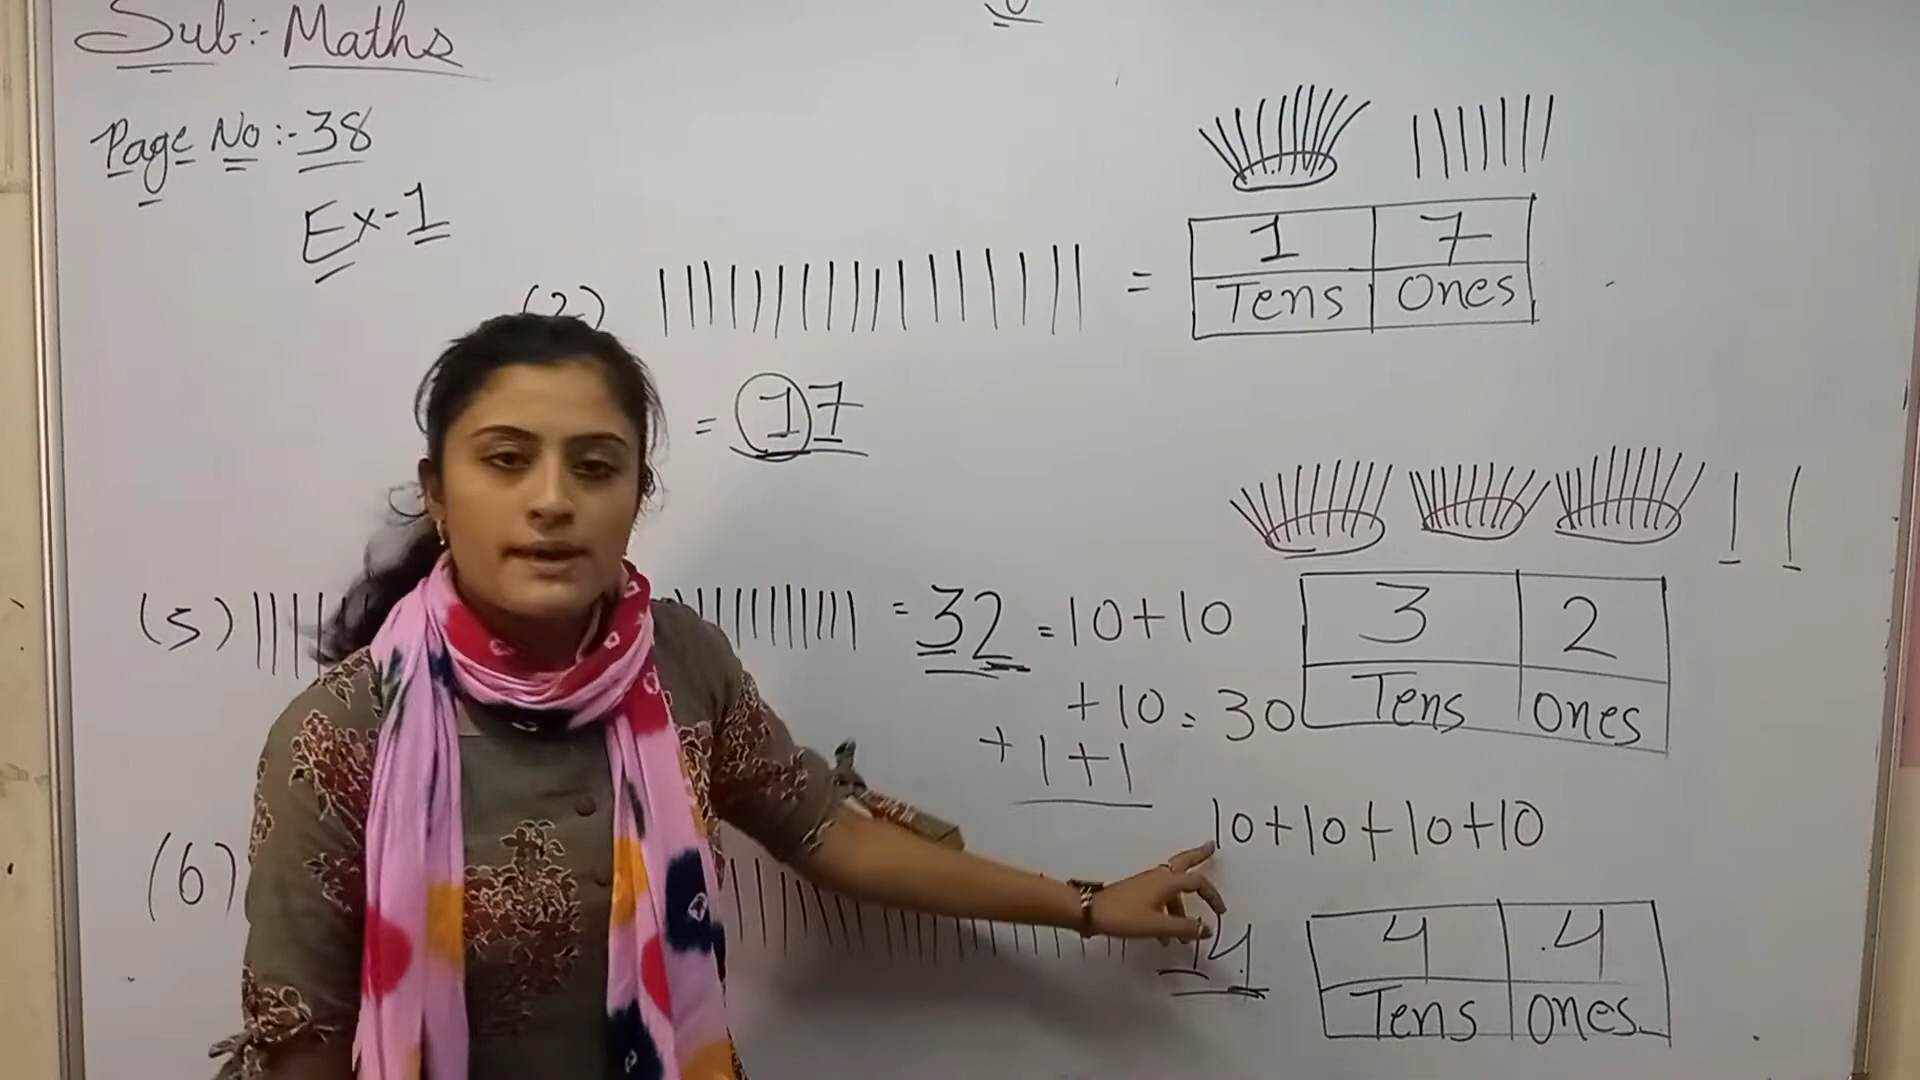 Sub:- Maths
Page No:- 38
Ex-1
1 7
Tens Ones
(2) =
= 17
3 2
Tens Ones
(5) = 32 = 10+10
+10 = 30
+ 1+1
10+10+10+10
(6) 44
4 4
Tens Ones